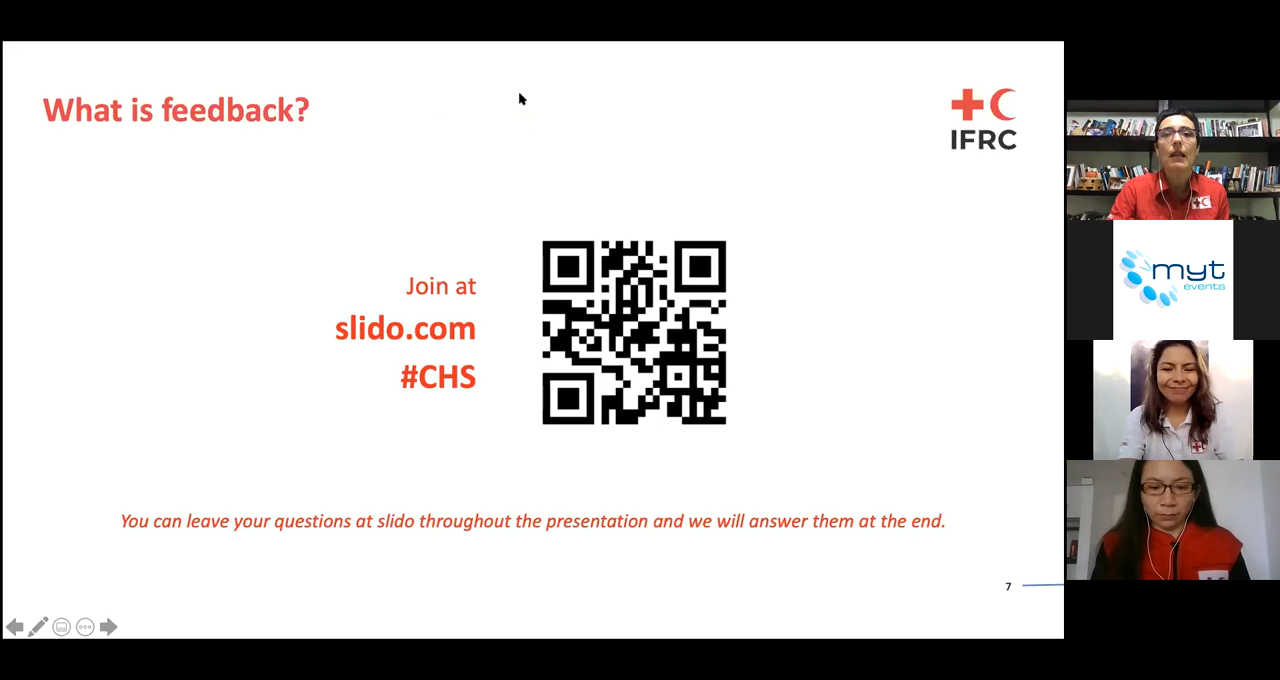 What is feedback?
IFRC
Join at
slido.com
#CHS
You can leave your questions at slido throughout the presentation and we will answer them at the end.
7
myt
events